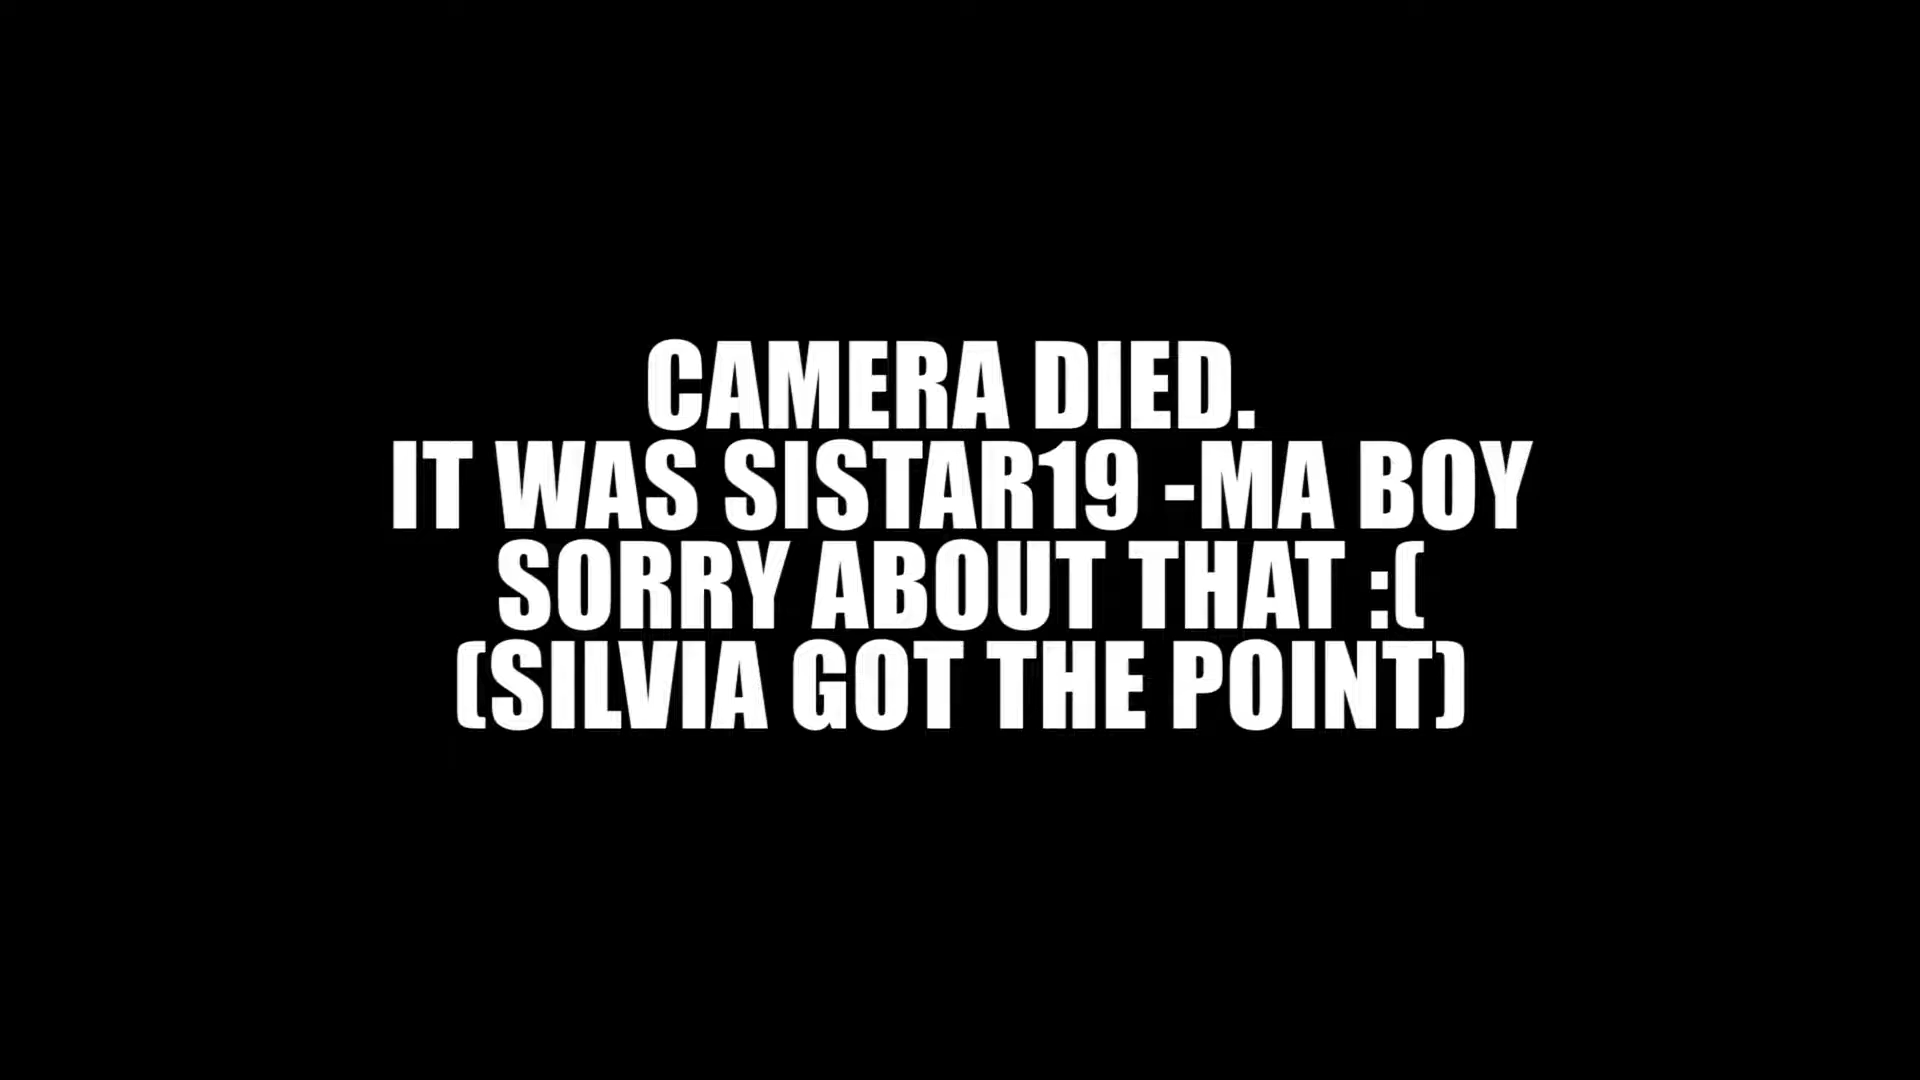 CAMERA DIED.
IT WAS SISTAR19 -MA BOY
SORRY ABOUT THAT :(
(SILVIA GOT THE POINT)